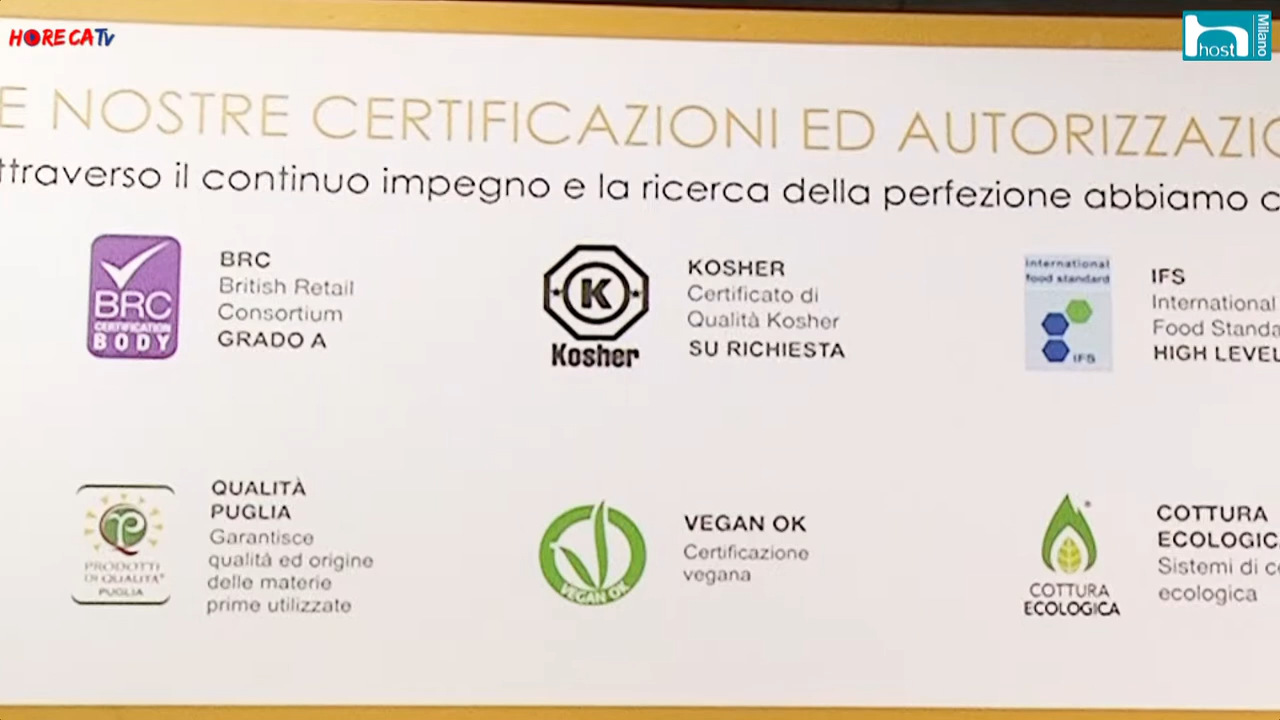 HORECATV
host
Milano
E NOSTRE CERTIFICAZIONI ED AUTORIZZAZIO
ttraverso il continuo impegno e la ricerca della perfezione abbiamo c
BRC
CERTIFICATION
BODY
BRC
British Retail
Consortium
GRADO A
K
Kosher
KOSHER
Certificato di
Qualità Kosher
SU RICHIESTA
international
food standard
IFS
IFS
International
Food Standa
HIGH LEVEL
PRODOTTI
DI QUALITA'
PUGLIA
QUALITÀ
PUGLIA
Garantisce
qualità ed origine
delle materie
prime utilizzate
VEGAN OK
VEGAN OK
Certificazione
vegana
COTTURA
ECOLOGICA
COTTURA
ECOLOGIC
Sistemi di c
ecologica